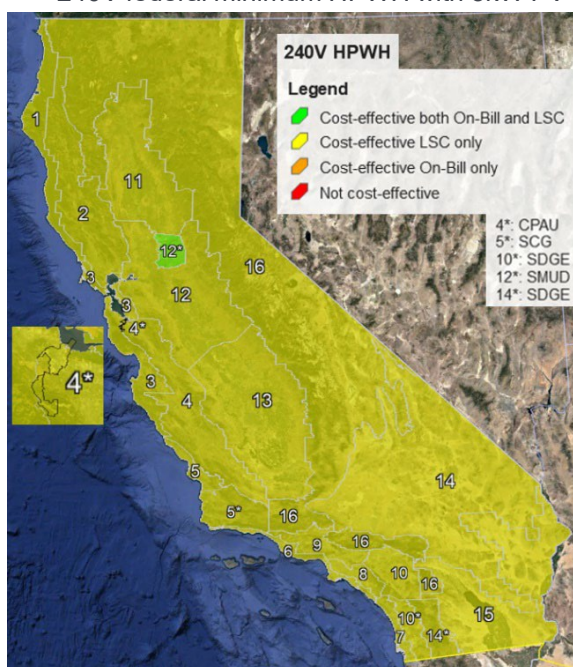 240V HPWH
Legend
Cost-effective both On-Bill and LSC
Cost-effective LSC only
Cost-effective On-Bill only
Not cost-effective
4*: CPAU
5*: SCG
10*: SDGE
12*: SMUD
14*: SDGE
1
11
2
12*
16
3
12
3
4*
4*
3
4
13
5
14
5*
16
6
9
16
8
10
16
10*
15
7
14*